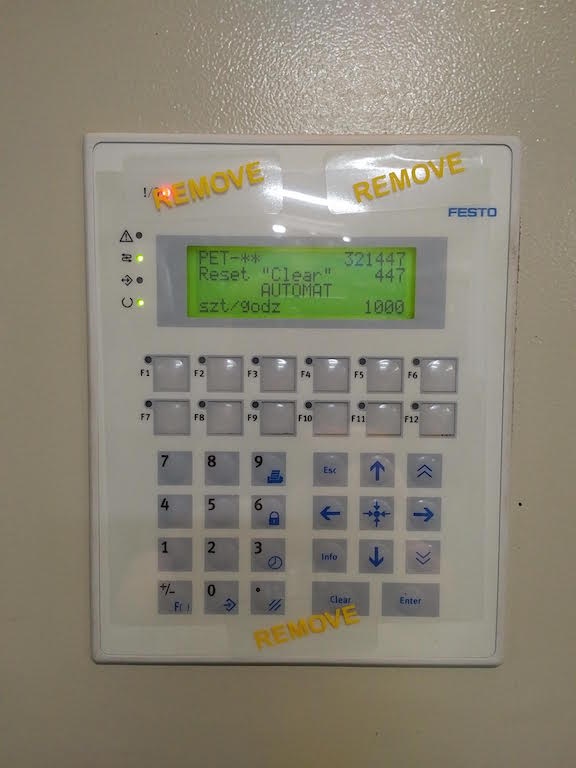 !/
REMOVE REMOVE
FESTO
PET-** 321447
Reset "Clear" 447
AUTOMAT
szt/godz 1000
F1 F2 F3 F4 F5 F6
F7 F8 F9 F10 F11 F12
7 8 9 Esc
4 5 6
1 2 3 Info
+/- 0 . Clear Enter
F( )
REMOVE